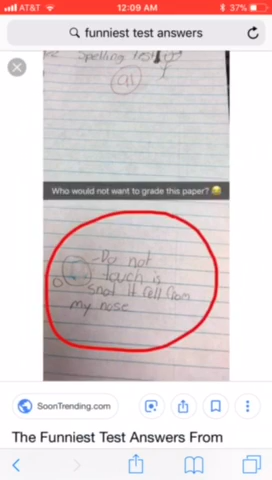 AT&T
12:09 AM
37%
funniest test answers
Spelling Test
Who would not want to grade this paper? 😂
-Do not
touch is
snot It fell from
my nose
SoonTrending.com
The Funniest Test Answers From